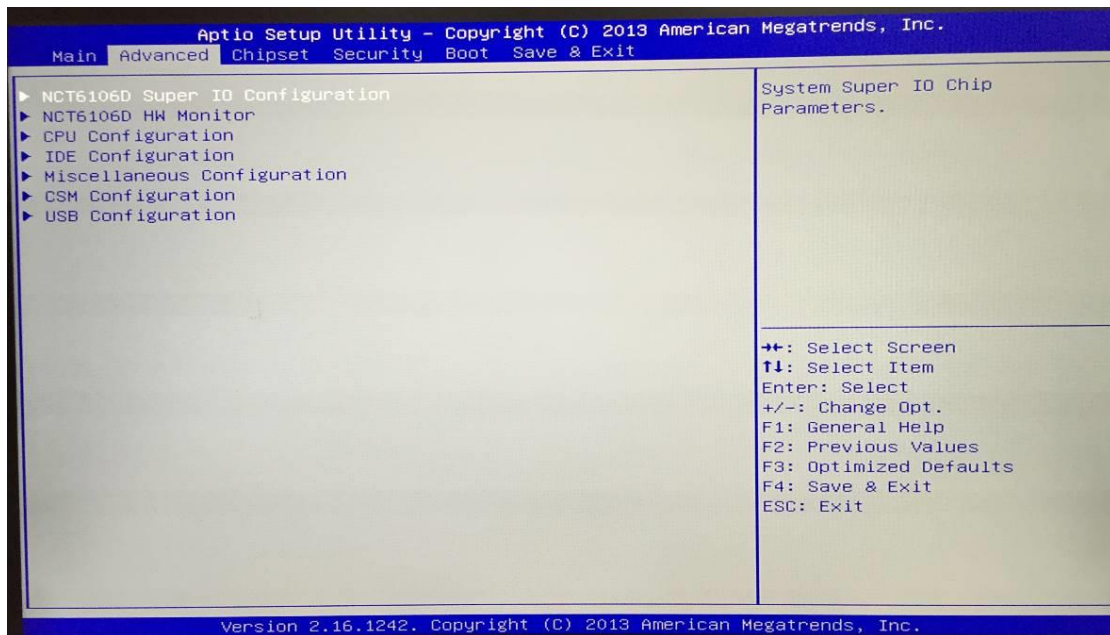 Aptio Setup Utility – Copyright (C) 2013 American Megatrends, Inc.
Main Advanced Chipset Security Boot Save & Exit
▶ NCT6106D Super IO Configuration
▶ NCT6106D HW Monitor
▶ CPU Configuration
▶ IDE Configuration
▶ Miscellaneous Configuration
▶ CSM Configuration
▶ USB Configuration
System Super IO Chip
Parameters.
→←: Select Screen
↑↓: Select Item
Enter: Select
+/-: Change Opt.
F1: General Help
F2: Previous Values
F3: Optimized Defaults
F4: Save & Exit
ESC: Exit
Version 2.16.1242. Copyright (C) 2013 American Megatrends, Inc.